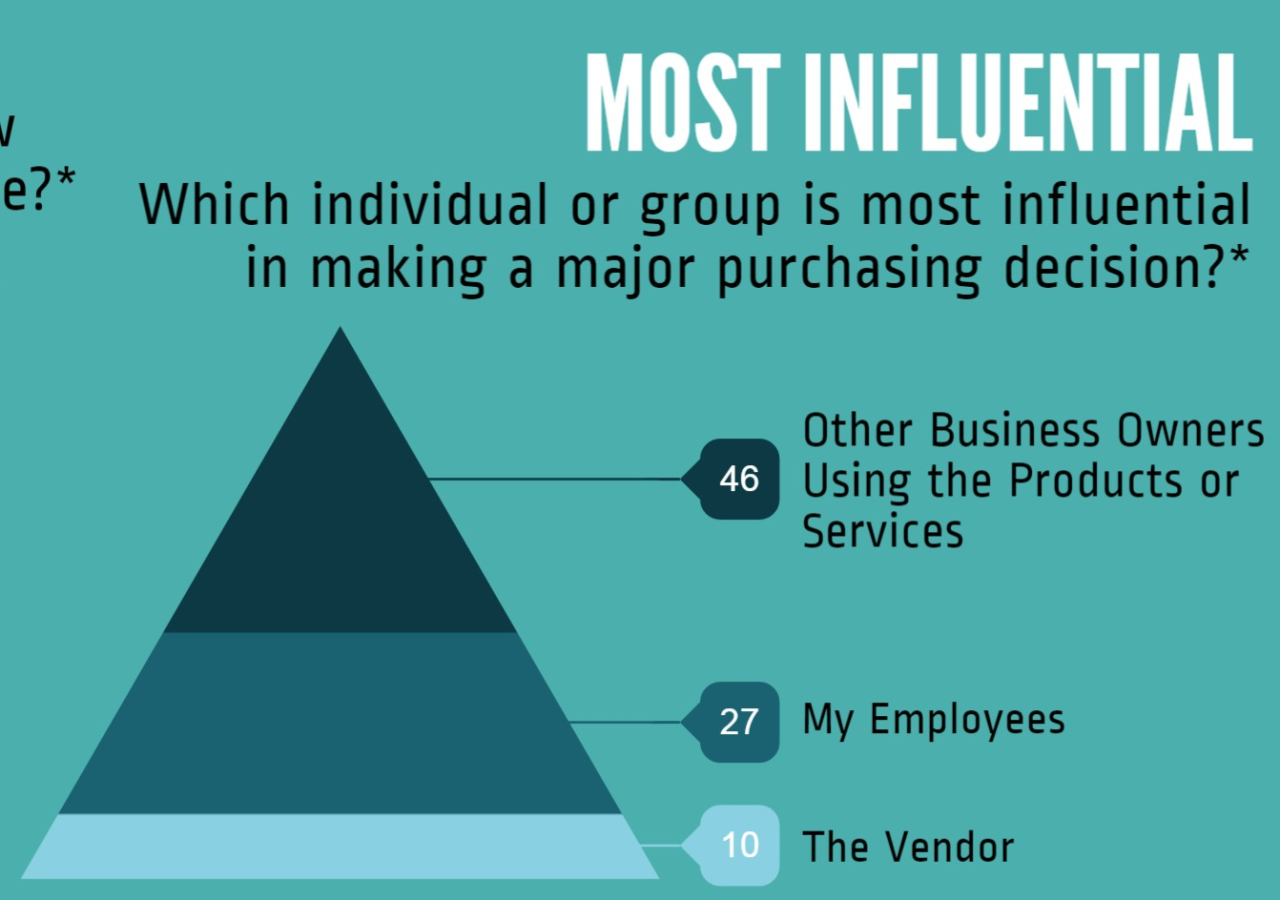 MOST INFLUENTIAL
e?*
Which individual or group is most influential
in making a major purchasing decision?*
46
Other Business Owners
Using the Products or
Services
27
My Employees
10
The Vendor